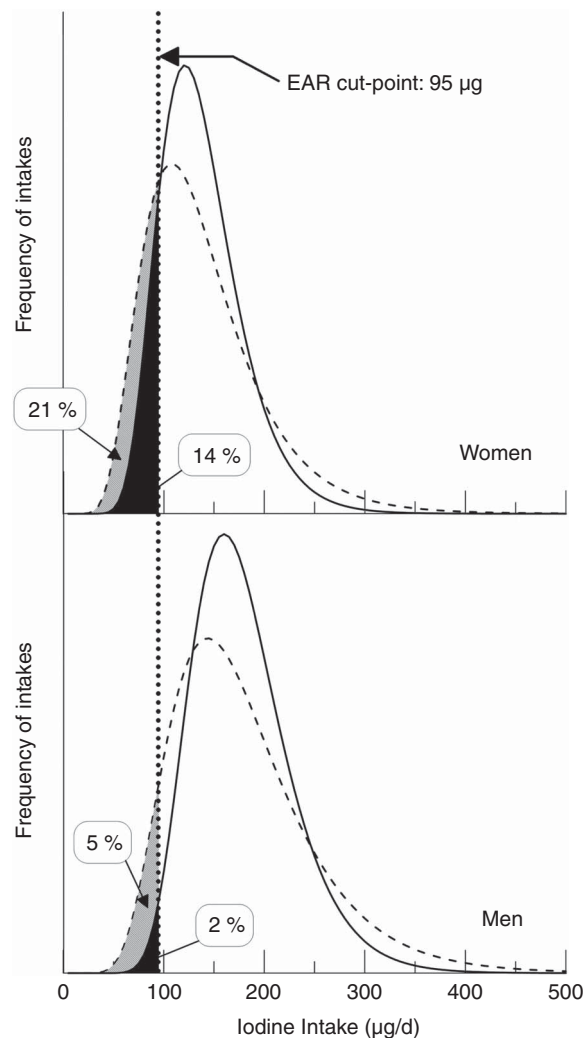 EAR cut-point: 95 µg
Frequency of intakes
21 %
14 %
Women
Frequency of intakes
5 %
2 %
Men
0 100 200 300 400 500
Iodine Intake (µg/d)